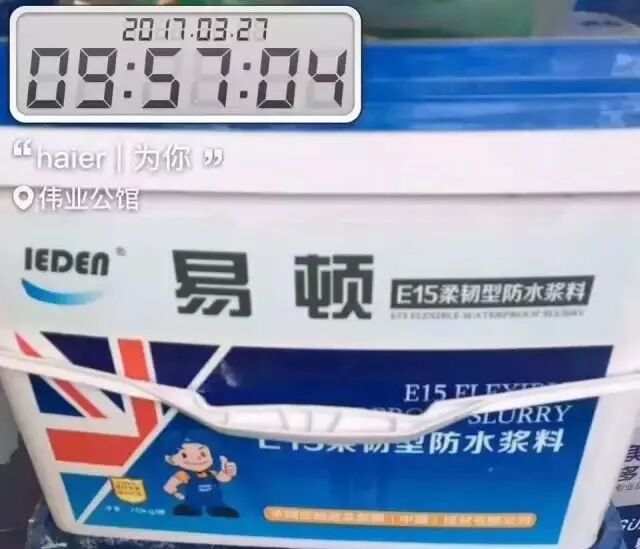 2017.03.27
09:57:04
“haier | 为你”
伟业公馆
IEDEN®
易顿
E15柔韧型防水浆料
E15 FLEXIBLE WATERPROOF SLURRY
E15 FLEXIBL
PROOF SLURRY
E15柔韧型防水浆料